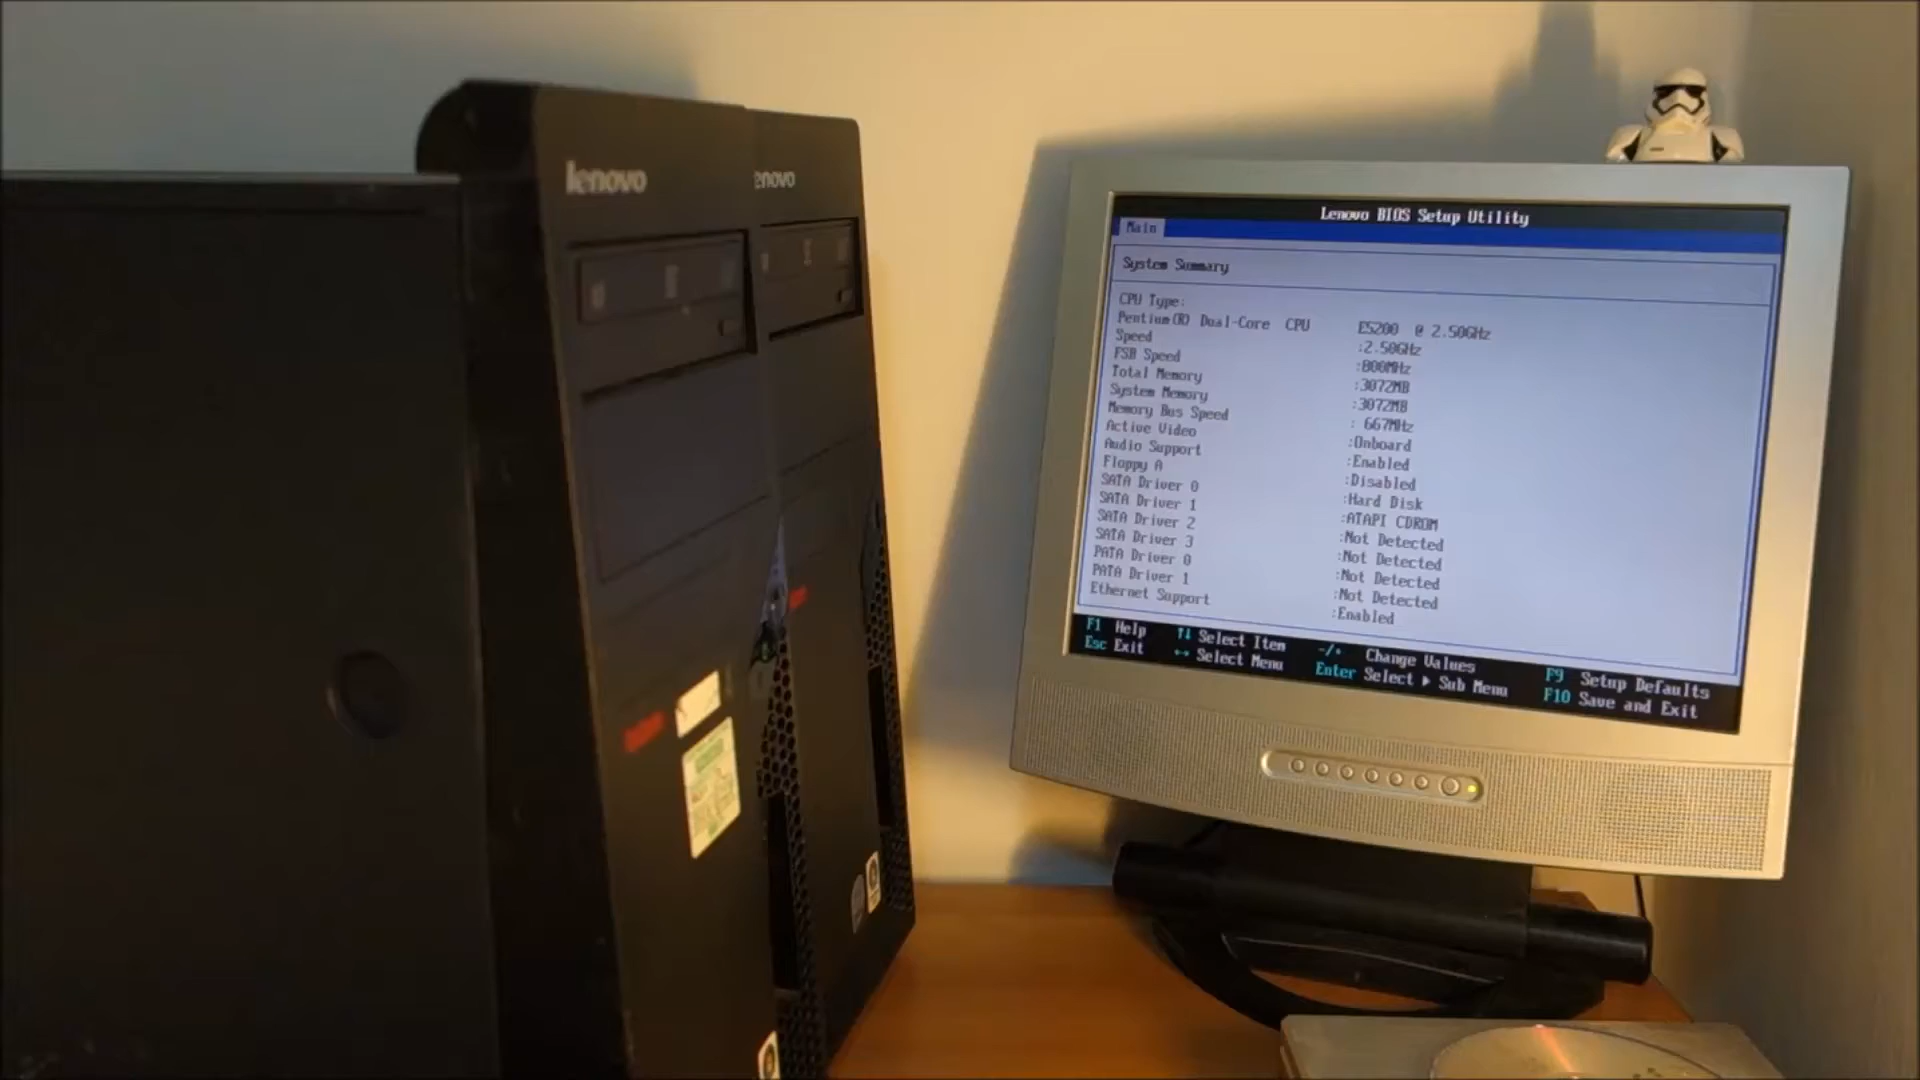 lenovo
enovo
Lenovo BIOS Setup Utility
Main
System Summary
CPU Type:
Pentium(R) Dual-Core CPU E5200 @ 2.50GHz
Speed :2.50GHz
FSB Speed :800MHz
Total Memory :3072MB
System Memory :3072MB
Memory Bus Speed : 667MHz
Active Video :Onboard
Audio Support :Enabled
Floppy A :Disabled
SATA Driver 0 :Hard Disk
SATA Driver 1 :ATAPI CDROM
SATA Driver 2 :Not Detected
SATA Driver 3 :Not Detected
PATA Driver 0 :Not Detected
PATA Driver 1 :Not Detected
Ethernet Support :Enabled
F1 Help ↑↓ Select Item -/+ Change Values F9 Setup Defaults
Esc Exit ←→ Select Menu Enter Select ▶ Sub Menu F10 Save and Exit